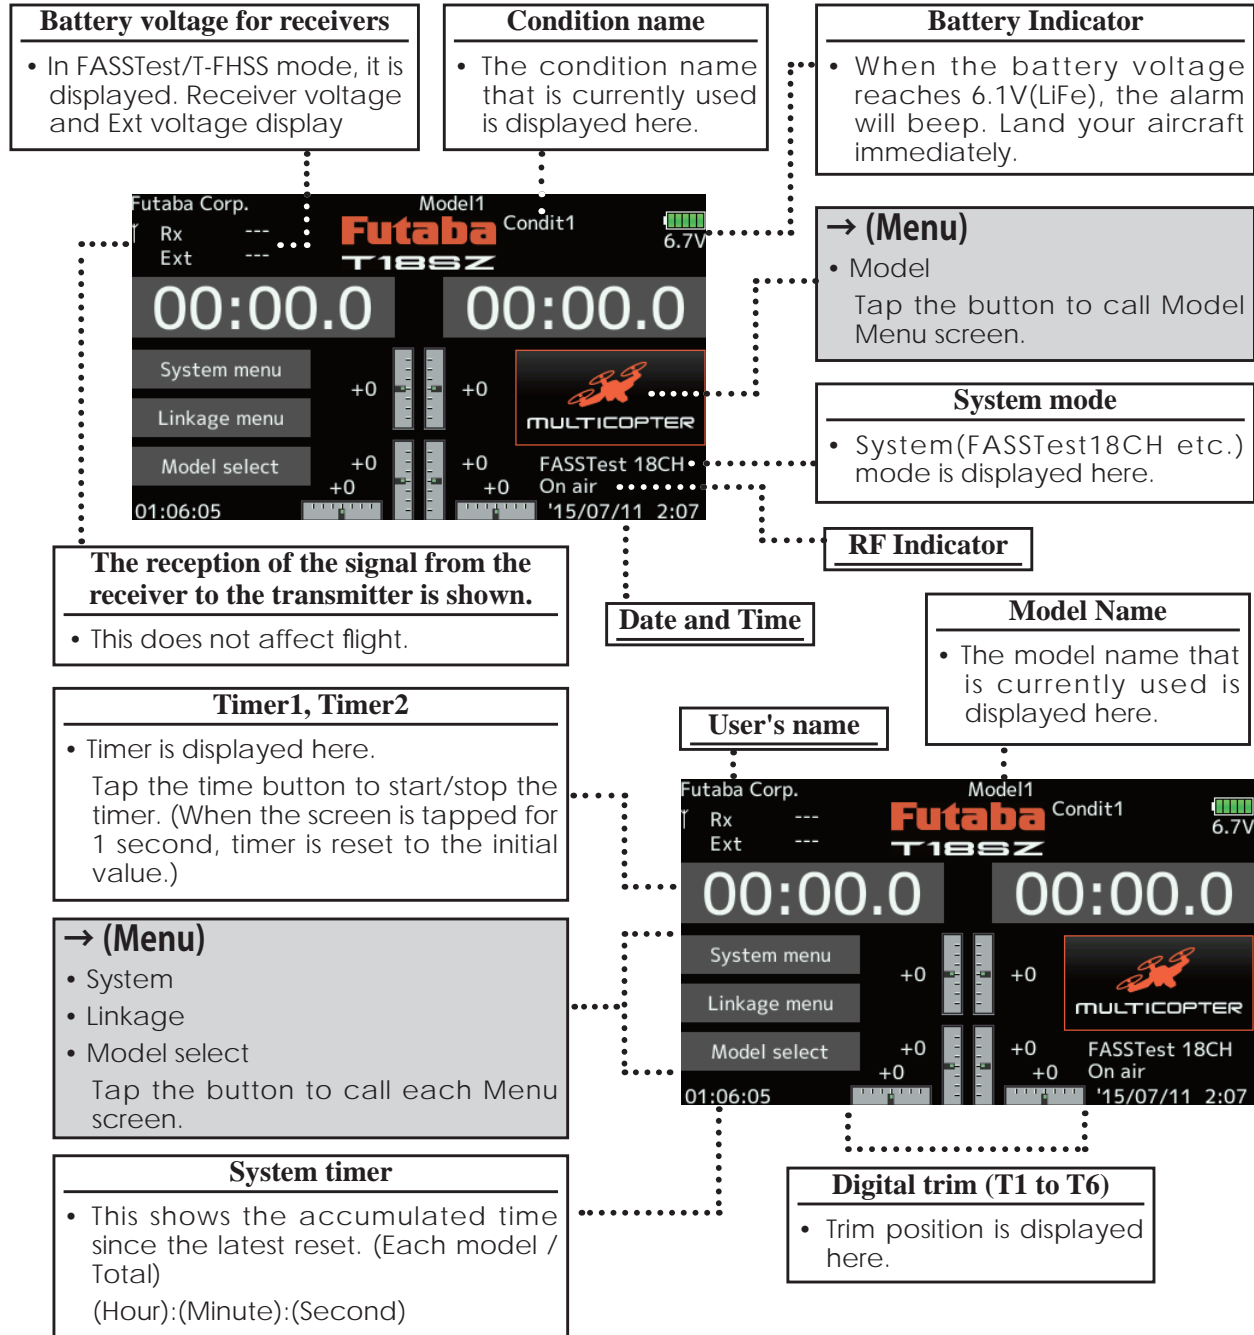 Battery voltage for receivers
• In FASSTest/T-FHSS mode, it is
displayed. Receiver voltage
and Ext voltage display
Condition name
• The condition name
that is currently used
is displayed here.
Battery Indicator
• When the battery voltage
reaches 6.1V(LiFe), the alarm
will beep. Land your aircraft
immediately.
Futaba Corp.
Model1
Rx ---
Ext ---
Futaba
T18SZ
Condit1
6.7V
00:00.0
00:00.0
System menu
Linkage menu
Model select
+0
+0
MULTICOPTER
+0
+0
+0
+0
FASSTest 18CH
On air
01:06:05
'15/07/11 2:07
→ (Menu)
• Model
Tap the button to call Model
Menu screen.
System mode
• System(FASSTest18CH etc.)
mode is displayed here.
RF Indicator
The reception of the signal from the
receiver to the transmitter is shown.
• This does not affect flight.
Date and Time
Model Name
• The model name that
is currently used is
displayed here.
Timer1, Timer2
• Timer is displayed here.
Tap the time button to start/stop the
timer. (When the screen is tapped for
1 second, timer is reset to the initial
value.)
User's name
Futaba Corp.
Model1
Rx ---
Ext ---
Futaba
T18SZ
Condit1
6.7V
00:00.0
00:00.0
System menu
Linkage menu
Model select
+0
+0
MULTICOPTER
+0
+0
+0
+0
FASSTest 18CH
On air
01:06:05
'15/07/11 2:07
→ (Menu)
• System
• Linkage
• Model select
Tap the button to call each Menu
screen.
System timer
• This shows the accumulated time
since the latest reset. (Each model /
Total)
(Hour):(Minute):(Second)
Digital trim (T1 to T6)
• Trim position is displayed
here.